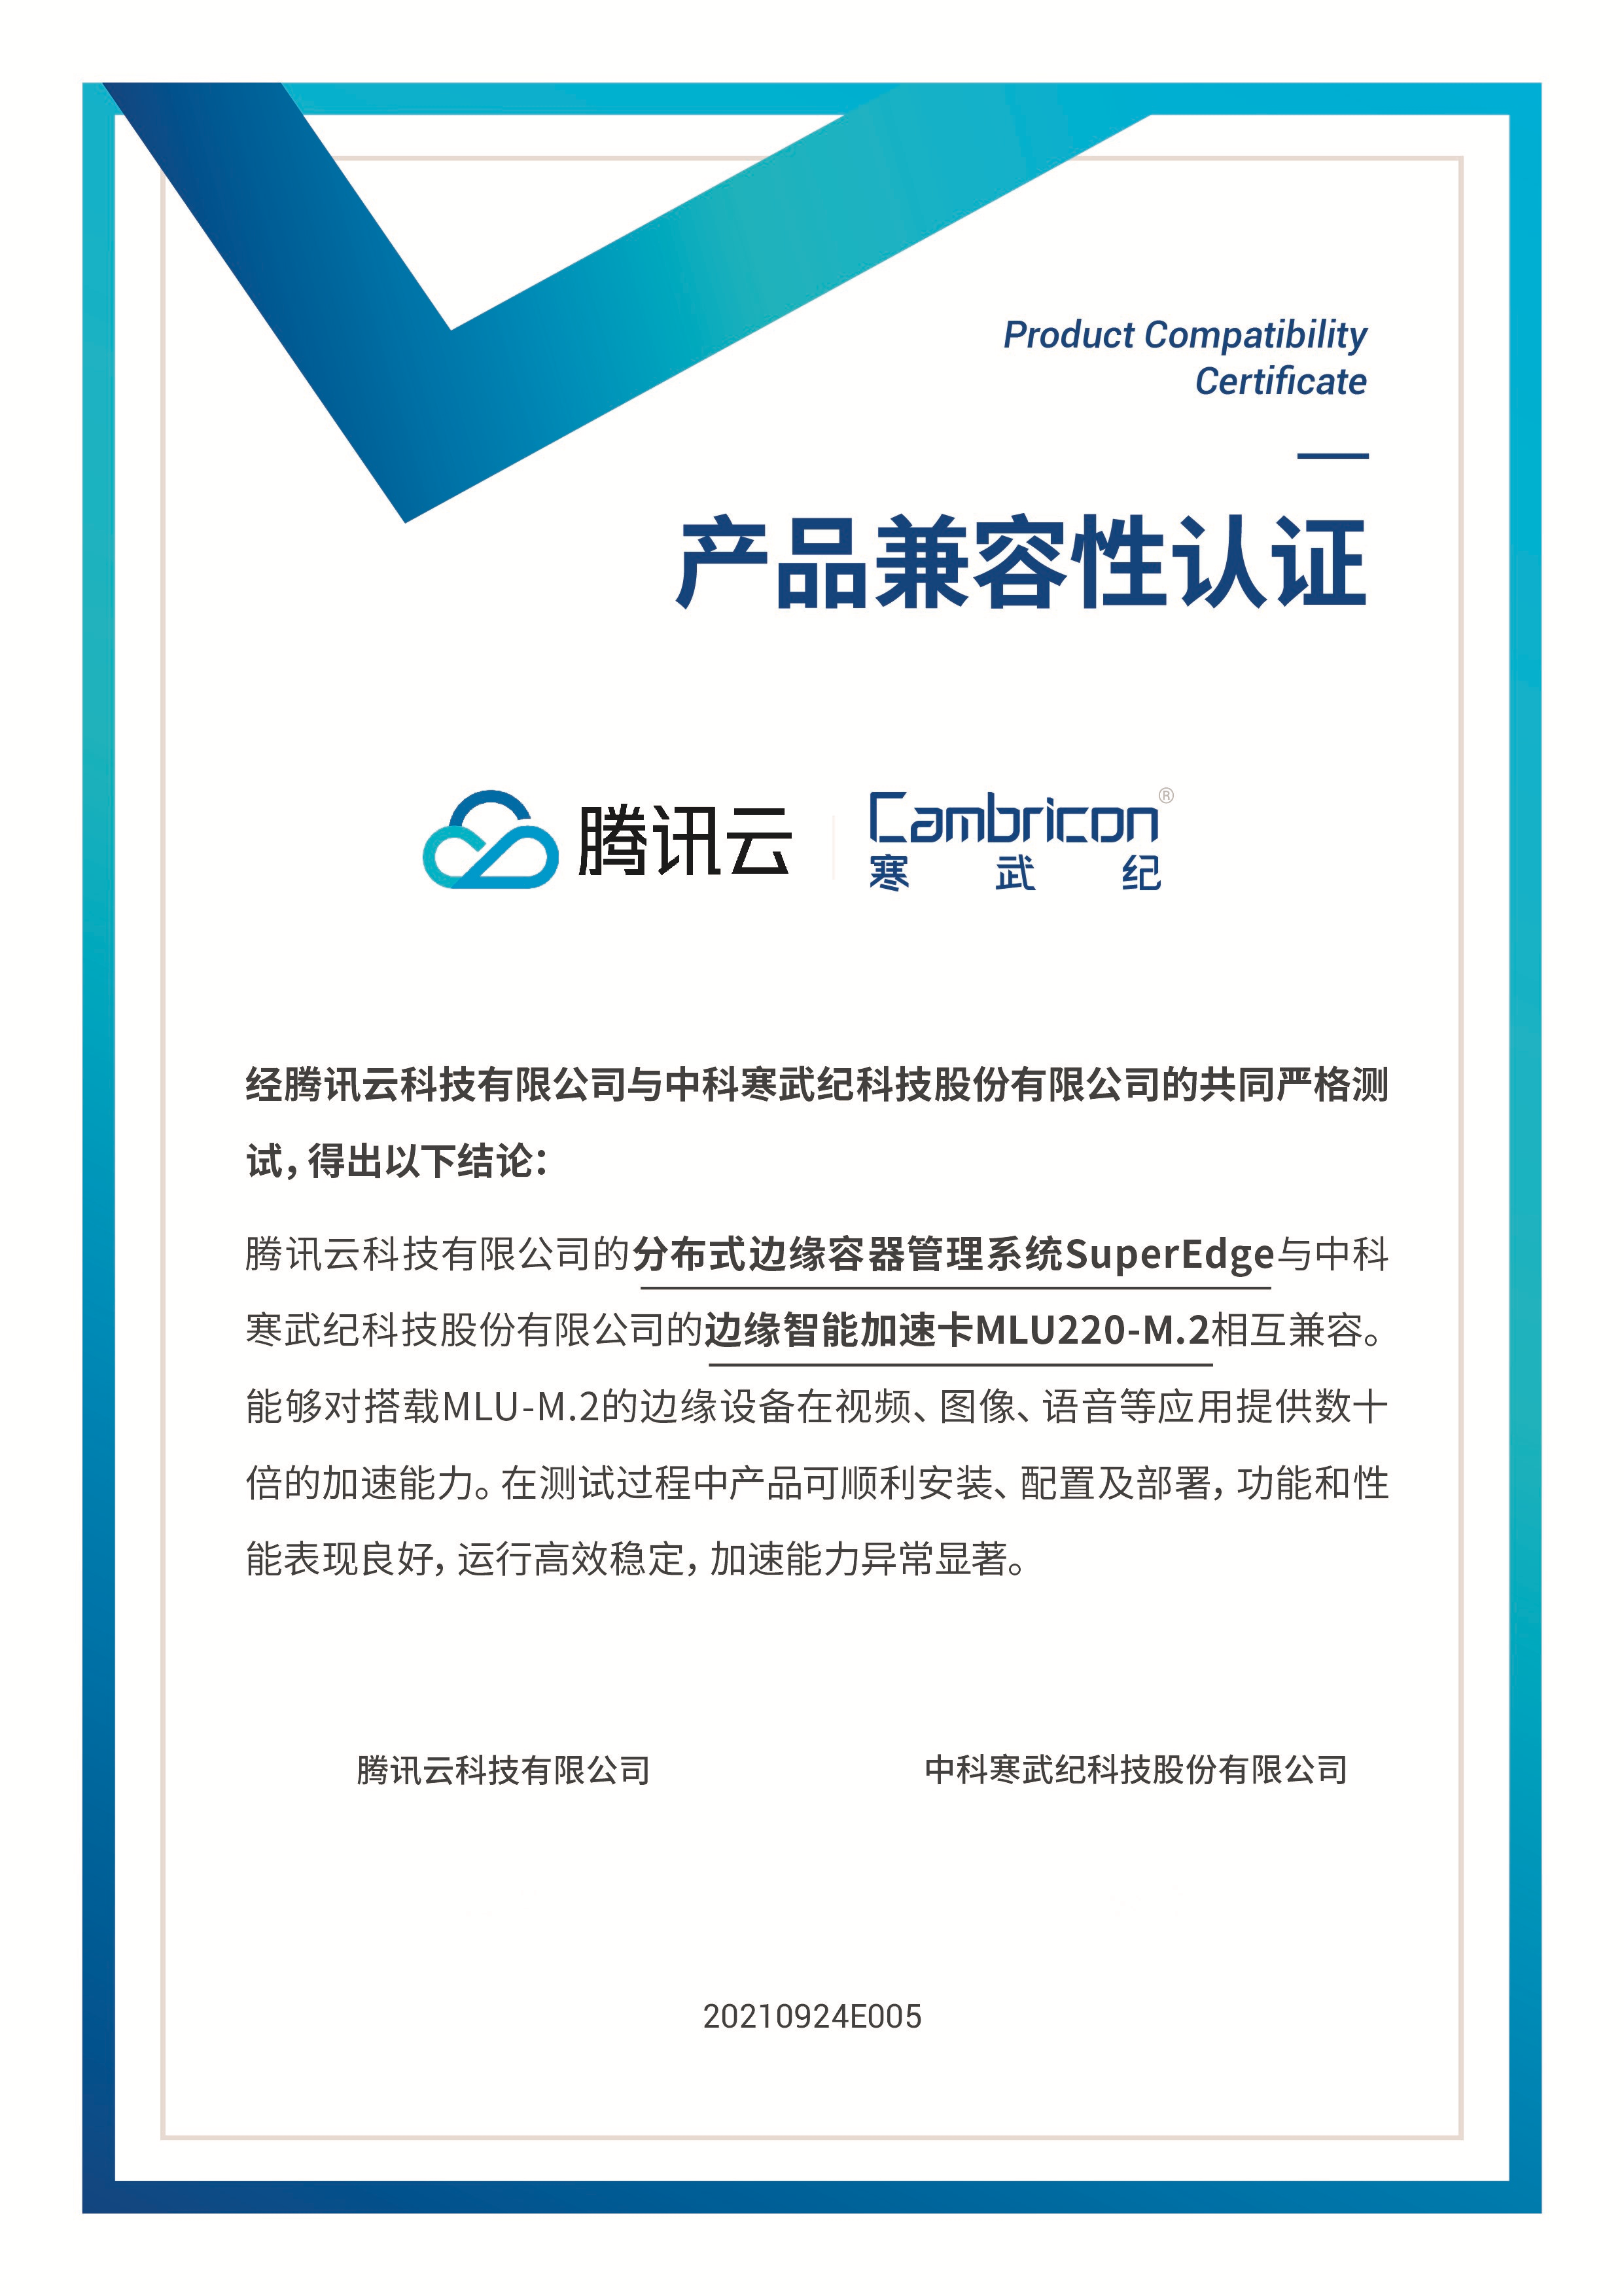 Product Compatibility
Certificate
产品兼容性认证
腾讯云
Cambricon®
寒武纪
经腾讯云科技有限公司与中科寒武纪科技股份有限公司的共同严格测
试，得出以下结论：
腾讯云科技有限公司的分布式边缘容器管理系统SuperEdge与中科
寒武纪科技股份有限公司的边缘智能加速卡MLU220-M.2相互兼容。
能够对搭载MLU-M.2的边缘设备在视频、图像、语音等应用提供数十
倍的加速能力。在测试过程中产品可顺利安装、配置及部署，功能和性
能表现良好，运行高效稳定，加速能力异常显著。
腾讯云科技有限公司
中科寒武纪科技股份有限公司
20210924E005